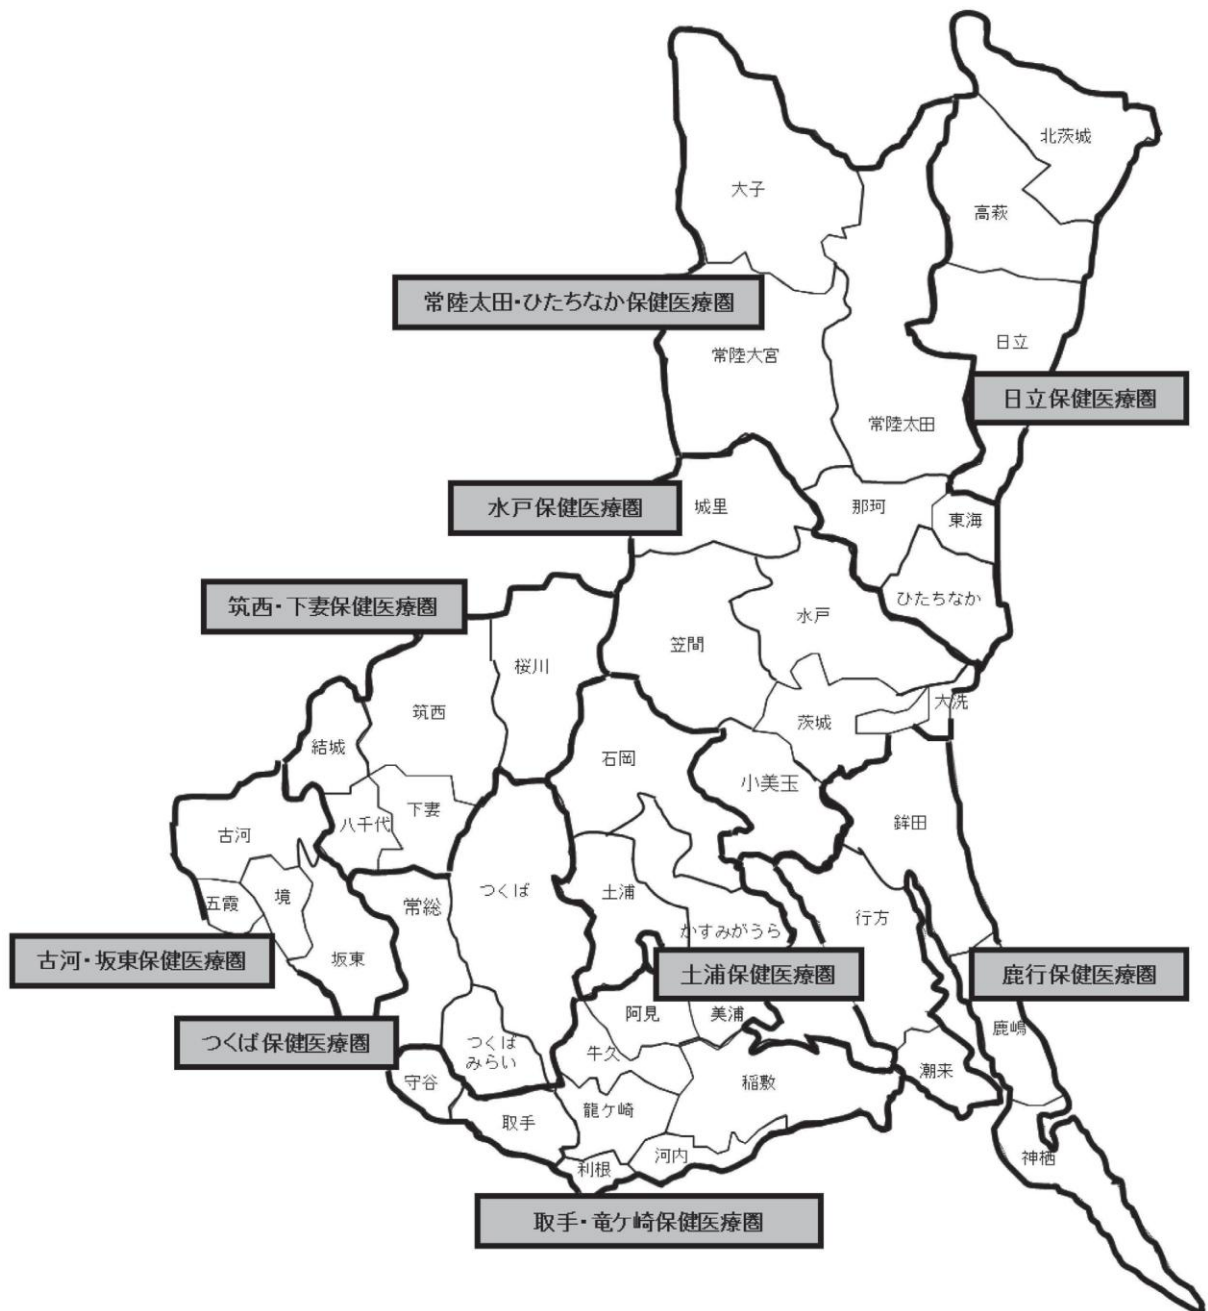 北茨城
大子
高萩
常陸太田・ひたちなか保健医療圏
日立
常陸大宮
日立保健医療圏
常陸太田
水戸保健医療圏
城里
那珂
東海
筑西・下妻保健医療圏
ひたちなか
水戸
笠間
桜川
大洗
筑西
茨城
結城
石岡
小美玉
下妻
八千代
鉾田
古河
つくば
土浦
境
五霞
常総
行方
かすみがうら
古河・坂東保健医療圏
坂東
土浦保健医療圏
鹿行保健医療圏
阿見
美浦
鹿嶋
つくば保健医療圏
つくば
みらい
牛久
潮来
守谷
稲敷
龍ケ崎
取手
河内
神栖
利根
取手・竜ケ崎保健医療圏